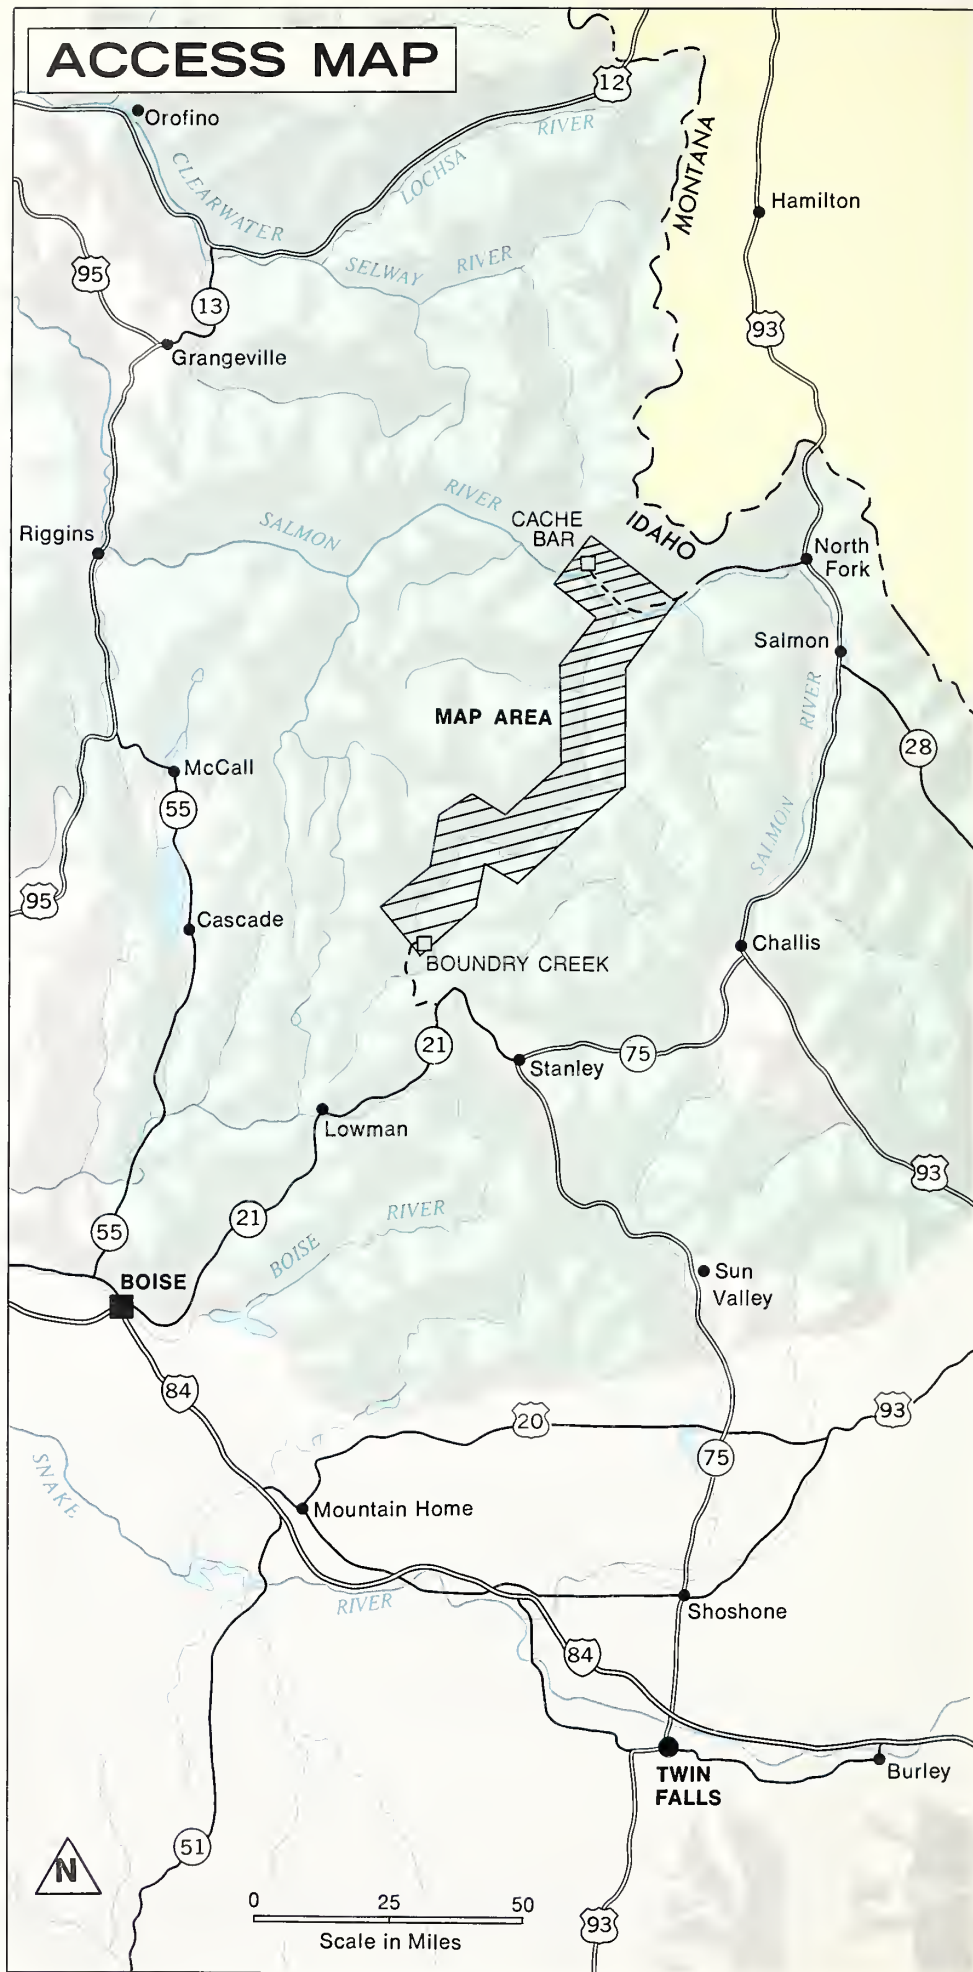 ACCESS MAP
12
Orofino
RIVER
LOCHSA
CLEARWATER
MONTANA
Hamilton
SELWAY RIVER
95
13
93
Grangeville
RIVER
SALMON
CACHE
BAR
IDAHO
Riggins
North
Fork
Salmon
MAP AREA
RIVER
28
McCall
55
SALMON
95
Cascade
Challis
BOUNDRY CREEK
21
75
Stanley
Lowman
93
RIVER
21
BOISE
55
Sun
Valley
BOISE
84
93
20
75
SNAKE
Mountain Home
RIVER
Shoshone
84
TWIN
FALLS
Burley
51
N
0 25 50
Scale in Miles
93